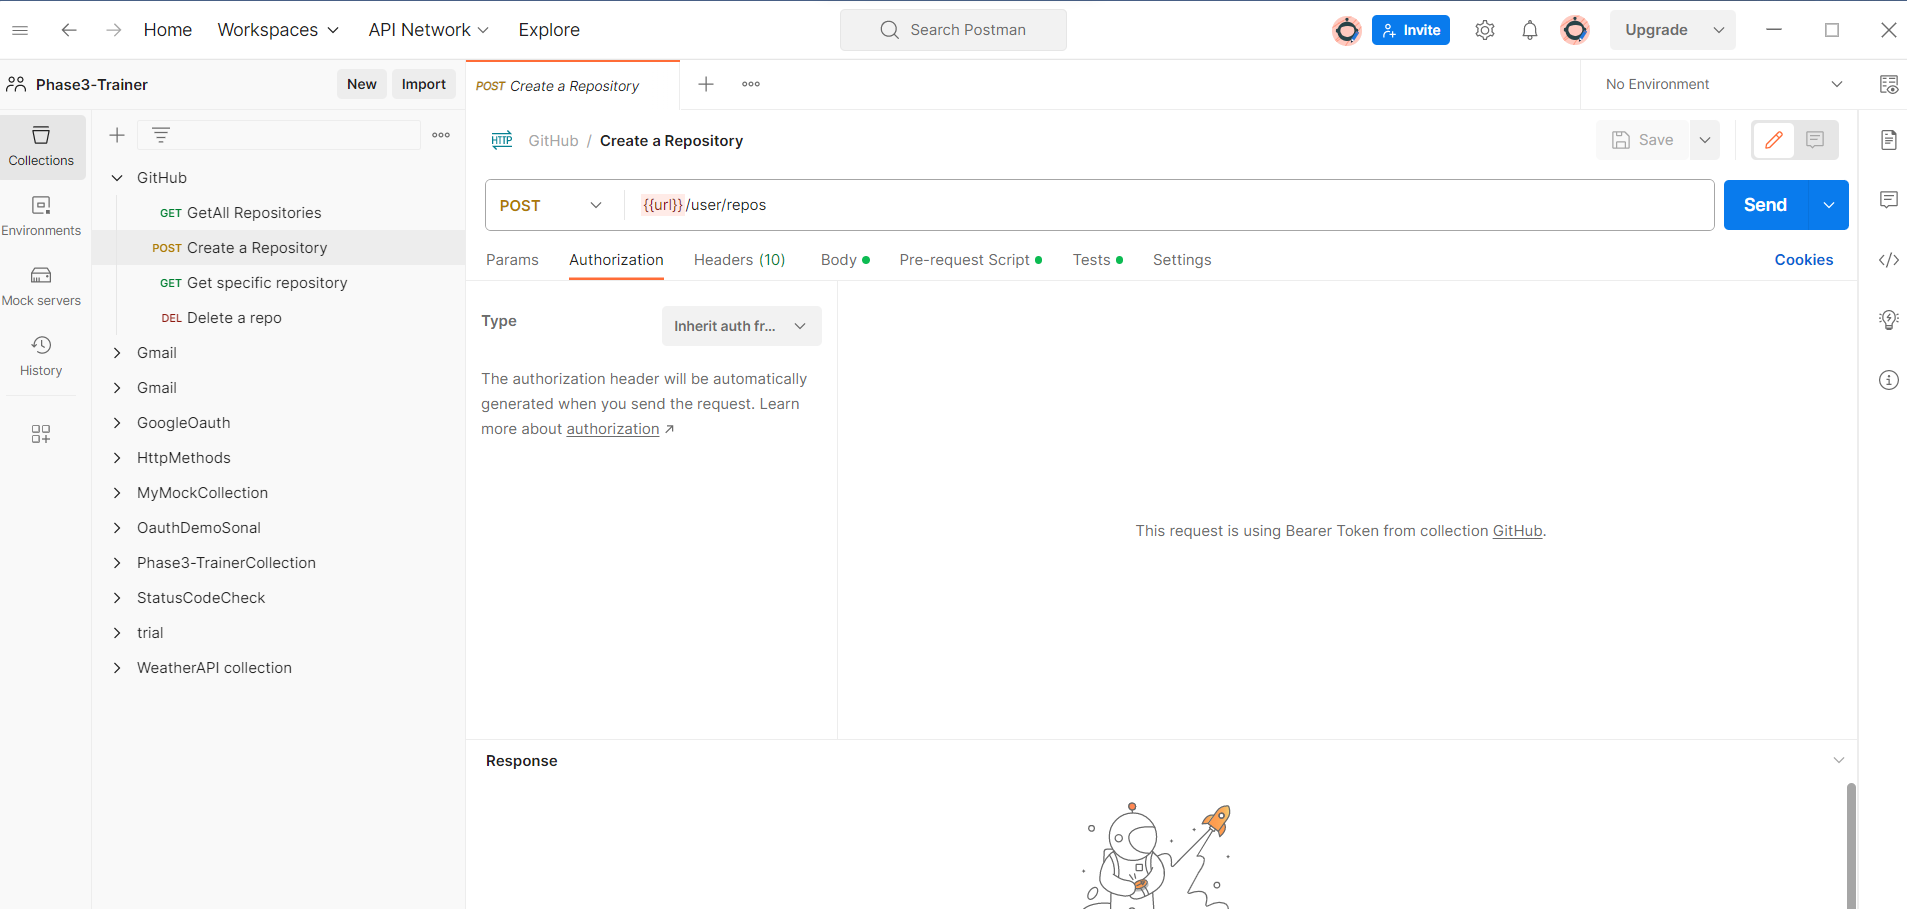 Home Workspaces API Network Explore Search Postman Invite Upgrade
Phase3-Trainer New Import POST Create a Repository No Environment
Collections
Environments
Mock servers
History
GitHub
GET GetAll Repositories
POST Create a Repository
GET Get specific repository
DEL Delete a repo
Gmail
Gmail
GoogleOauth
HttpMethods
MyMockCollection
OauthDemoSonal
Phase3-TrainerCollection
StatusCodeCheck
trial
WeatherAPI collection
HTTP GitHub / Create a Repository Save
POST {{url}}/user/repos Send
Params Authorization Headers (10) Body Pre-request Script Tests Settings Cookies
Type Inherit auth fr...
The authorization header will be automatically
generated when you send the request. Learn
more about authorization ↗
This request is using Bearer Token from collection GitHub.
Response